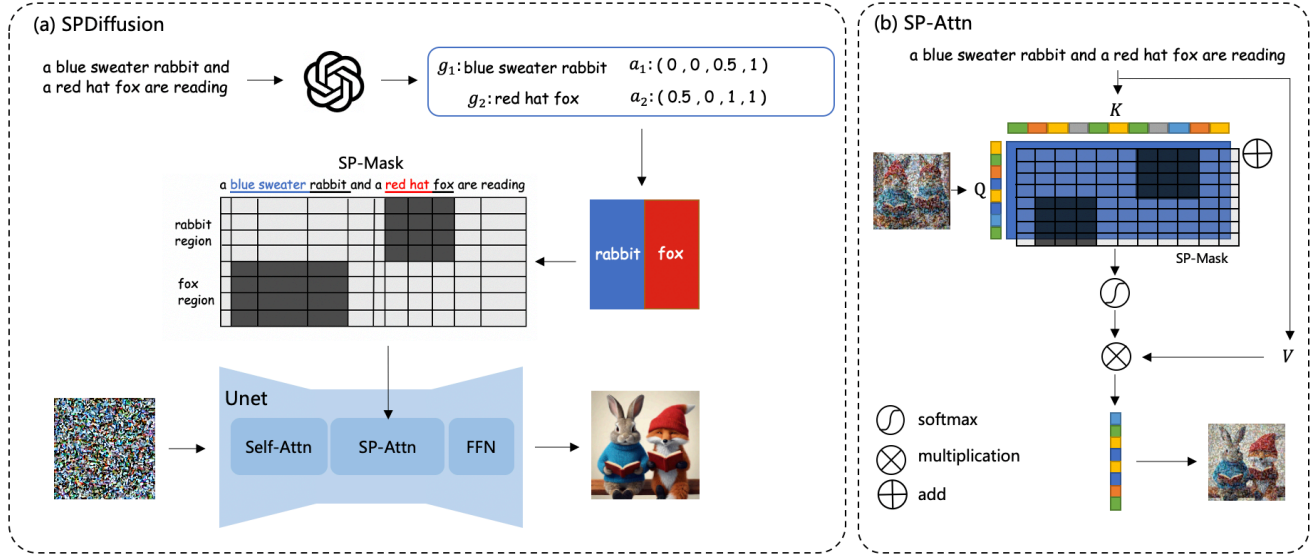 (a) SPDiffusion
a blue sweater rabbit and
a red hat fox are reading
g₁: blue sweater rabbit a₁: ( 0 , 0 , 0.5 , 1 )
g₂: red hat fox a₂: ( 0.5 , 0 , 1 , 1 )
SP-Mask
a blue sweater rabbit and a red hat fox are reading
rabbit
region
fox
region
rabbit fox
Unet
Self-Attn SP-Attn FFN
(b) SP-Attn
a blue sweater rabbit and a red hat fox are reading
K
Q
SP-Mask
V
softmax
multiplication
add